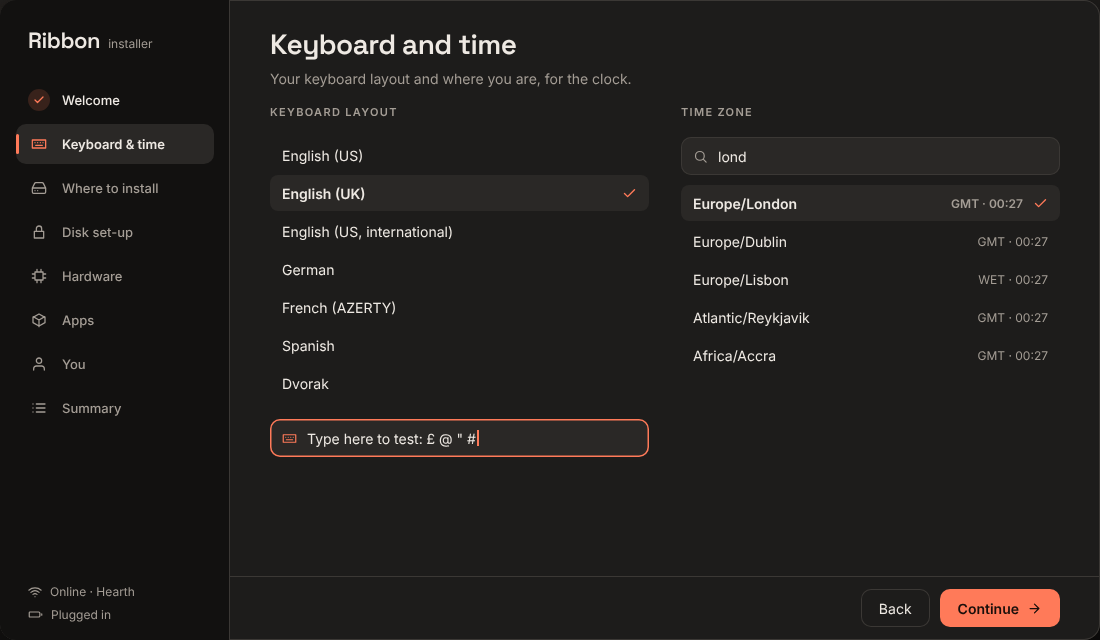 Ribbon installer
Welcome
Keyboard & time
Where to install
Disk set-up
Hardware
Apps
You
Summary
Online · Hearth
Plugged in
Keyboard and time
Your keyboard layout and where you are, for the clock.
KEYBOARD LAYOUT
English (US)
English (UK)
English (US, international)
German
French (AZERTY)
Spanish
Dvorak
Type here to test: £ @ " #
TIME ZONE
lond
Europe/London GMT · 00:27
Europe/Dublin GMT · 00:27
Europe/Lisbon WET · 00:27
Atlantic/Reykjavik GMT · 00:27
Africa/Accra GMT · 00:27
Back
Continue